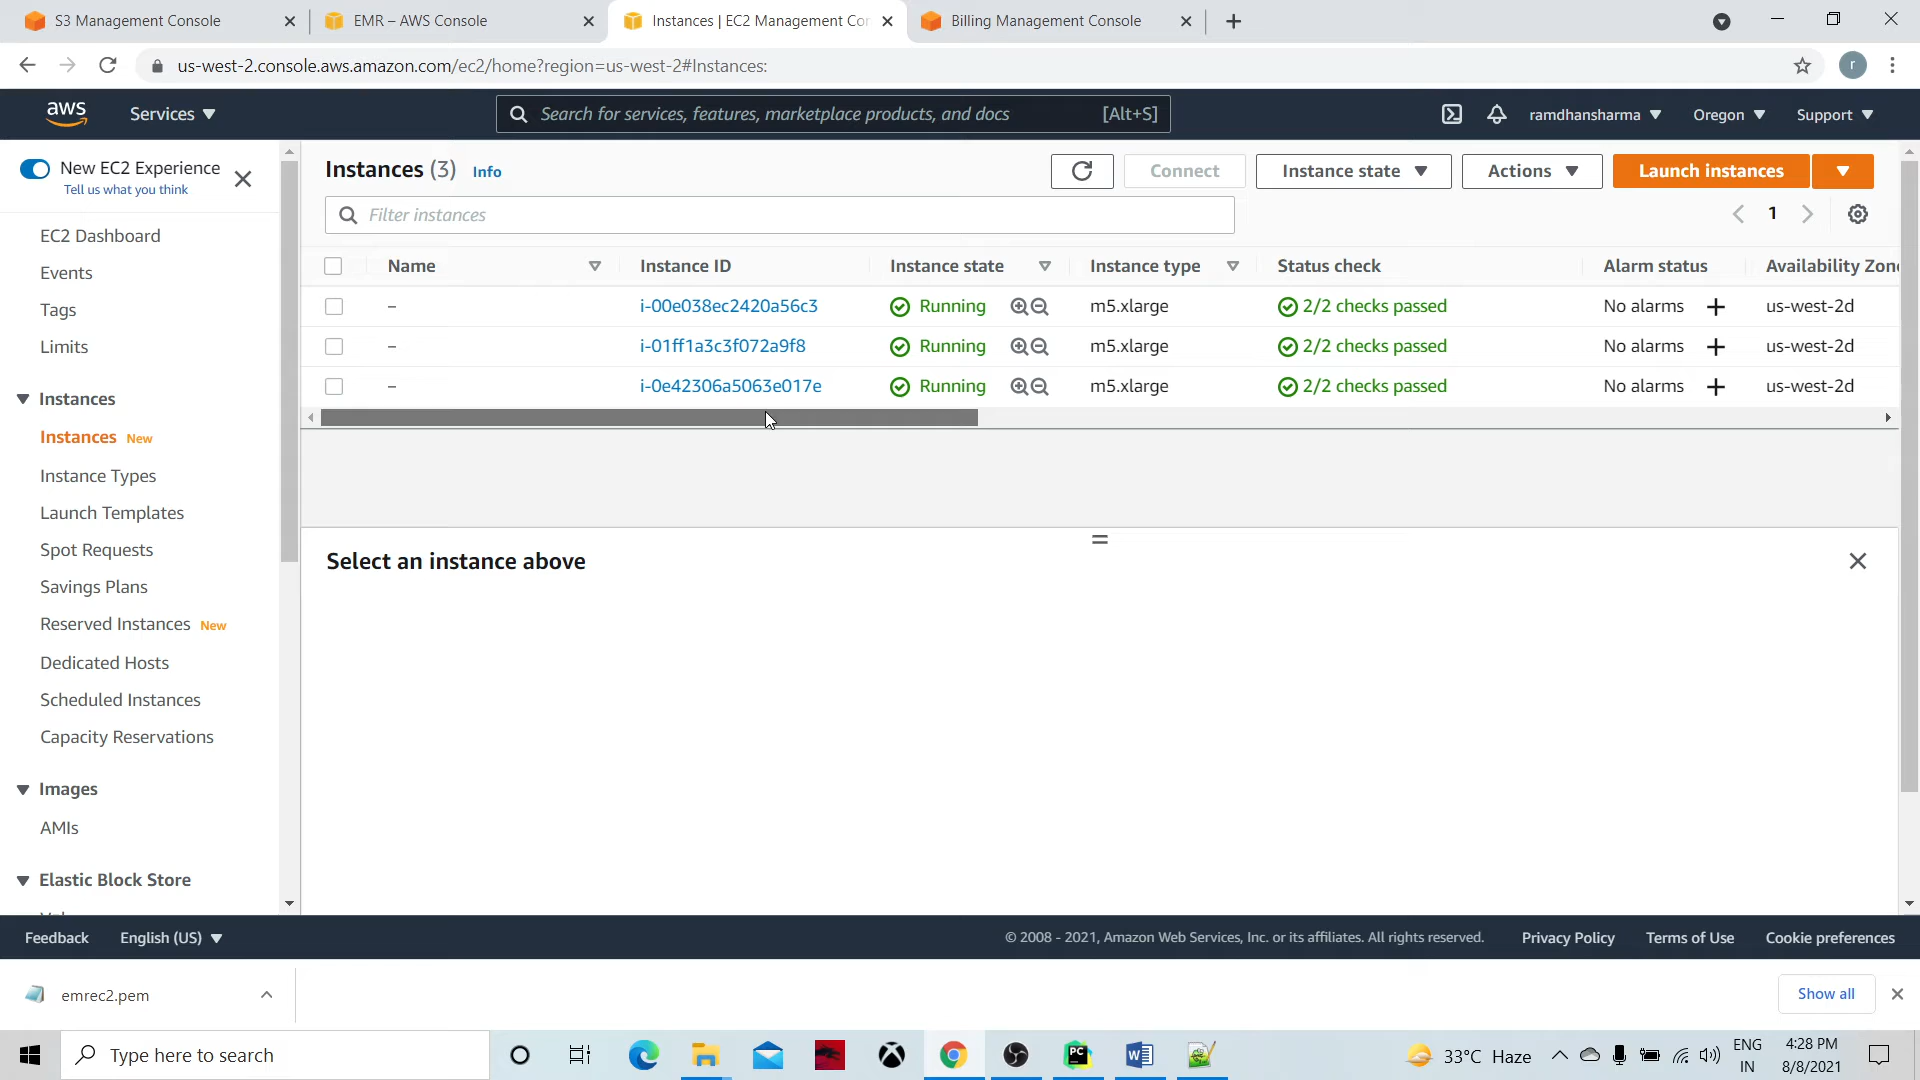 S3 Management Console
EMR – AWS Console
Instances | EC2 Management Co
Billing Management Console
us-west-2.console.aws.amazon.com/ec2/home?region=us-west-2#Instances:
r
aws
Services
Search for services, features, marketplace products, and docs
[Alt+S]
ramdhansharma
Oregon
Support
New EC2 Experience
Tell us what you think
EC2 Dashboard
Events
Tags
Limits
Instances
Instances New
Instance Types
Launch Templates
Spot Requests
Savings Plans
Reserved Instances New
Dedicated Hosts
Scheduled Instances
Capacity Reservations
Images
AMIs
Elastic Block Store
Instances (3) Info
Connect
Instance state
Actions
Launch instances
Filter instances
1
Name Instance ID Instance state Instance type Status check Alarm status Availability Zon
– i-00e038ec2420a56c3 Running m5.xlarge 2/2 checks passed No alarms + us-west-2d
– i-01ff1a3c3f072a9f8 Running m5.xlarge 2/2 checks passed No alarms + us-west-2d
– i-0e42306a5063e017e Running m5.xlarge 2/2 checks passed No alarms + us-west-2d
Select an instance above
Feedback English (US)
© 2008 - 2021, Amazon Web Services, Inc. or its affiliates. All rights reserved. Privacy Policy Terms of Use Cookie preferences
emrec2.pem
Show all
Type here to search
PC
33°C Haze
ENG
IN
4:28 PM
8/8/2021